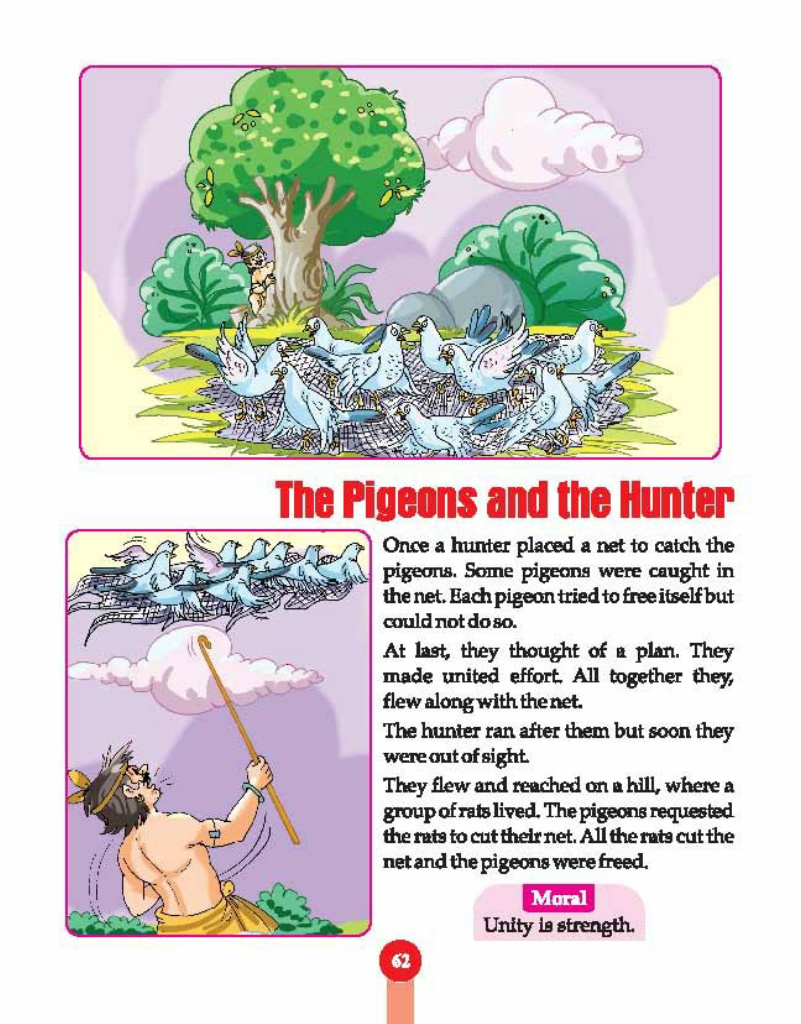 The Pigeons and the Hunter
Once a hunter placed a net to catch the
pigeons. Some pigeons were caught in
the net. Each pigeon tried to free itself but
could not do so.
At last, they thought of a plan. They
made united effort. All together they,
flew along with the net.
The hunter ran after them but soon they
were out of sight.
They flew and reached on a hill, where a
group of rats lived. The pigeons requested
the rats to cut their net. All the rats cut the
net and the pigeons were freed.
Moral
Unity is strength.
62